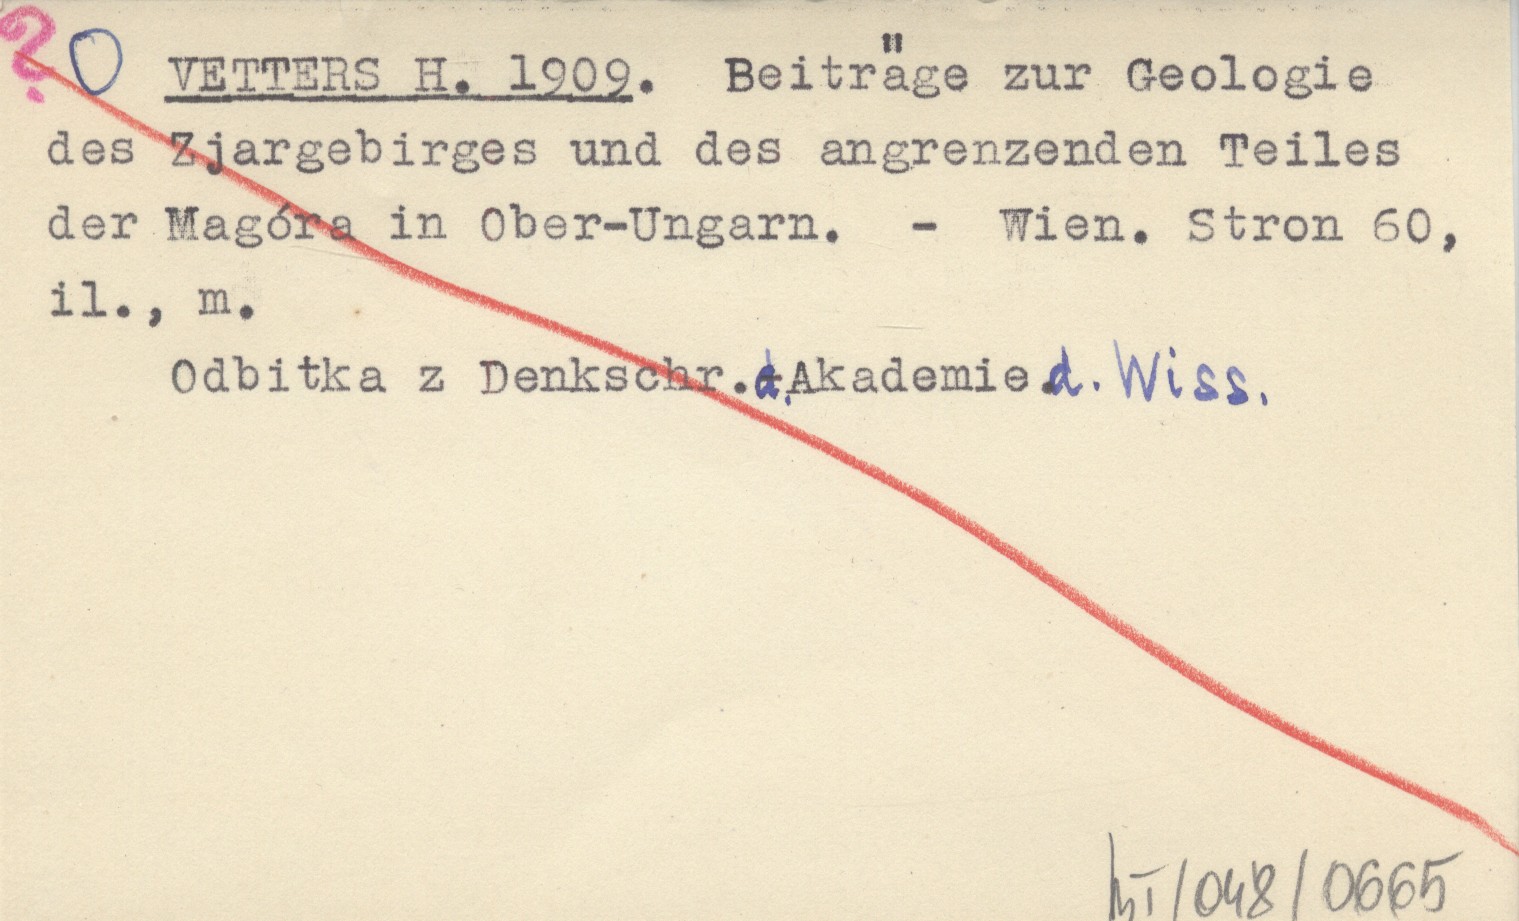 ? O VETTERS H. 1909. Beiträge zur Geologie
des Zjargebirges und des angrenzenden Teiles
der Magóra in Ober-Ungarn. - Wien. Stron 60,
il., m.
Odbitka z Denkschr.d.Akademie d. Wiss.
/048/0665